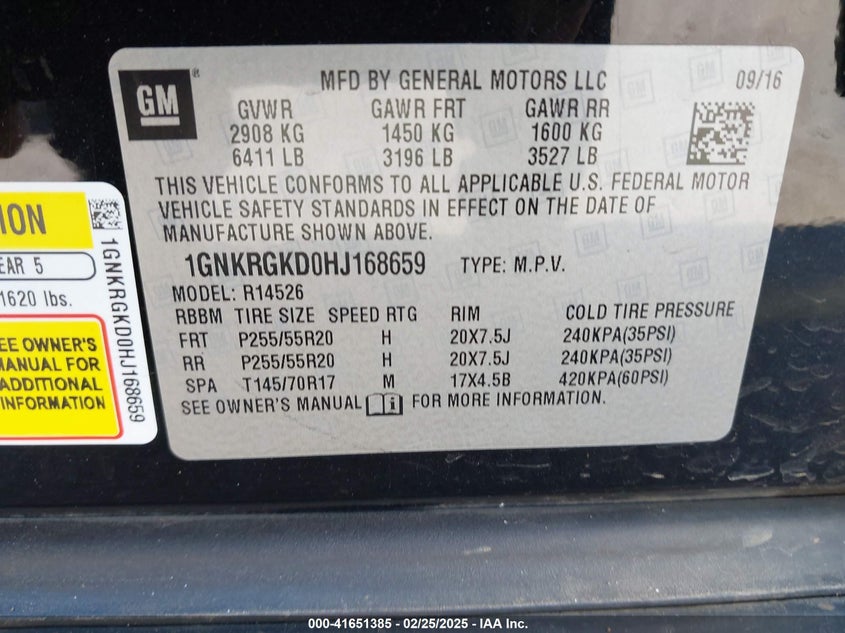 GM
®
MFD BY GENERAL MOTORS LLC 09/16
GVWR GAWR FRT GAWR RR
2908 KG 1450 KG 1600 KG
6411 LB 3196 LB 3527 LB
THIS VEHICLE CONFORMS TO ALL APPLICABLE U.S. FEDERAL MOTOR
VEHICLE SAFETY STANDARDS IN EFFECT ON THE DATE OF
MANUFACTURE SHOWN ABOVE.
1GNKRGKD0HJ168659 TYPE: M.P.V.
MODEL: R14526
RBBM TIRE SIZE SPEED RTG RIM COLD TIRE PRESSURE
FRT P255/55R20 H 20X7.5J 240KPA(35PSI)
RR P255/55R20 H 20X7.5J 240KPA(35PSI)
SPA T145/70R17 M 17X4.5B 420KPA(60PSI)
SEE OWNER'S MANUAL i FOR MORE INFORMATION.
5
1620 lbs.
SEE OWNER'S
MANUAL FOR
ADDITIONAL
INFORMATION
1GNKRGKD0HJ168659
000-41651385 - 02/25/2025 - IAA Inc.